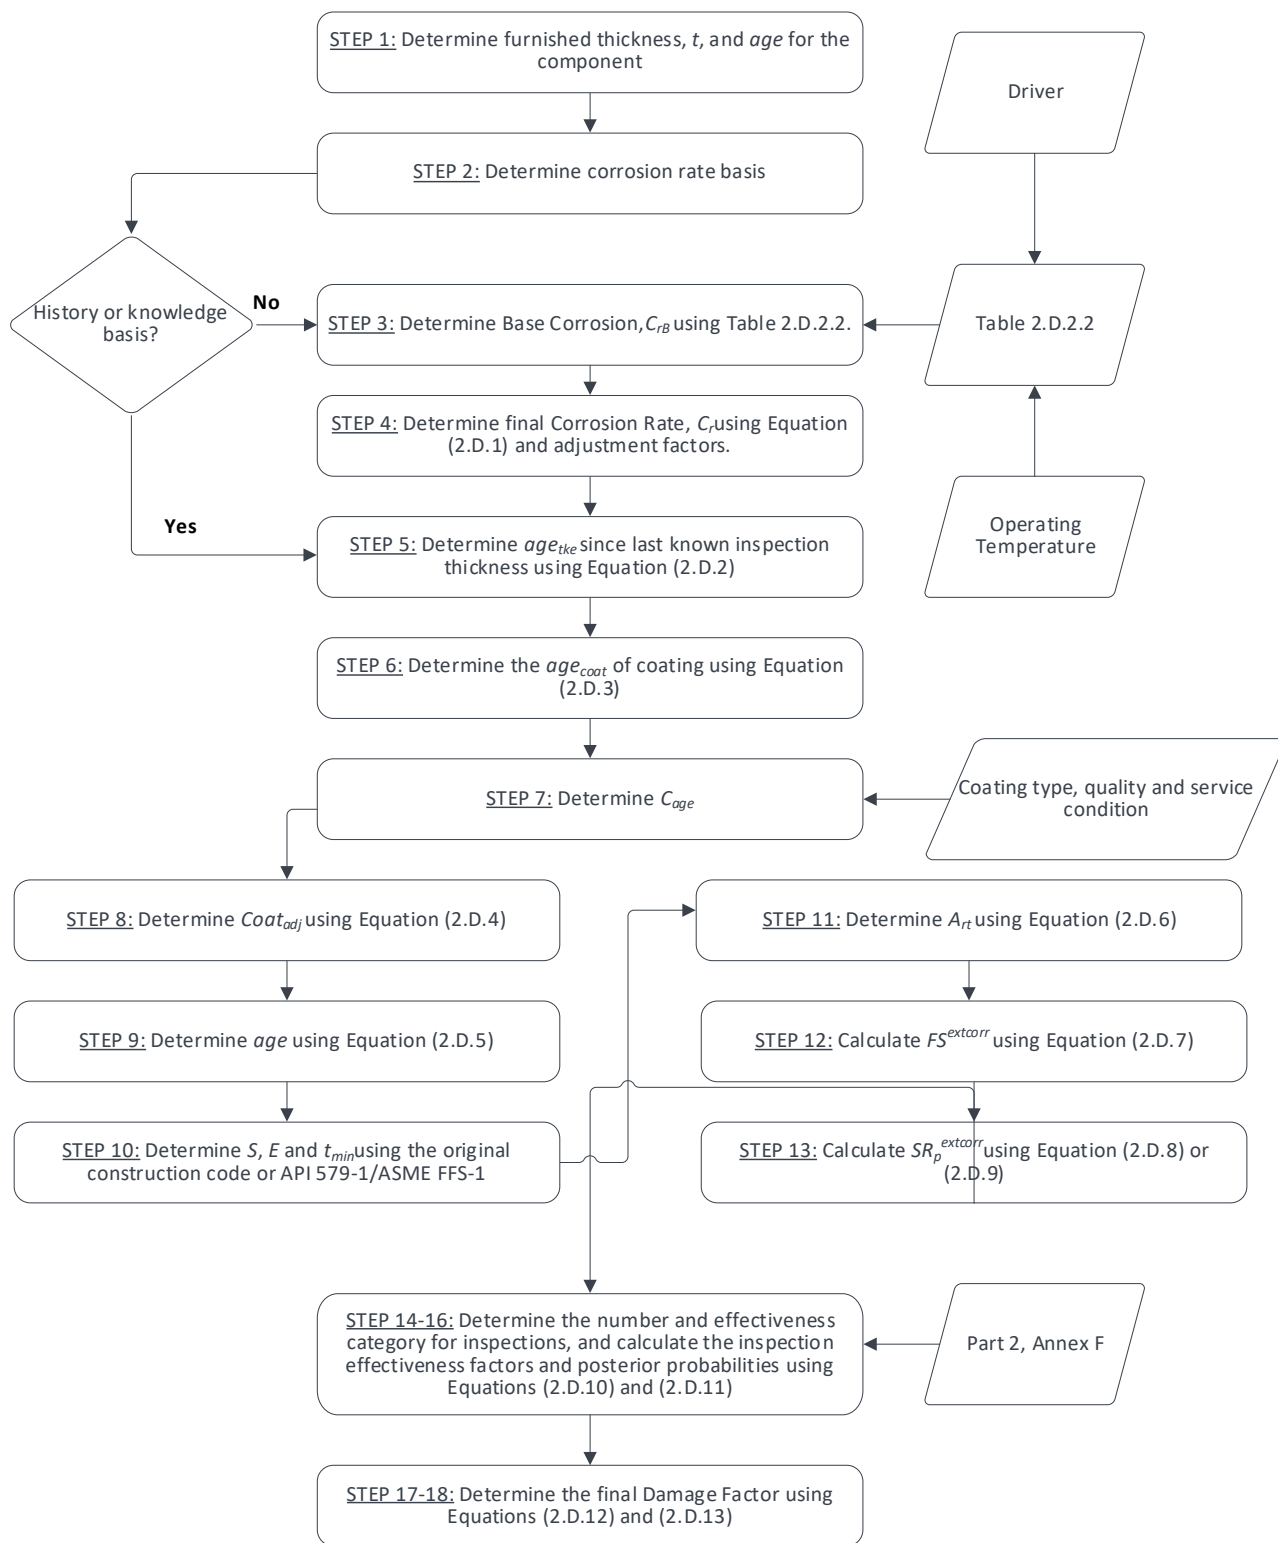 STEP 1: Determine furnished thickness, t, and age for the
component
Driver
STEP 2: Determine corrosion rate basis
History or knowledge
basis?
No
STEP 3: Determine Base Corrosion, CrB using Table 2.D.2.2.
Table 2.D.2.2
STEP 4: Determine final Corrosion Rate, Cr using Equation
(2.D.1) and adjustment factors.
Yes
STEP 5: Determine agetke since last known inspection
thickness using Equation (2.D.2)
Operating
Temperature
STEP 6: Determine the agecoat of coating using Equation
(2.D.3)
STEP 7: Determine Cage
Coating type, quality and service
condition
STEP 8: Determine Coatadj using Equation (2.D.4)
STEP 11: Determine Art using Equation (2.D.6)
STEP 9: Determine age using Equation (2.D.5)
STEP 12: Calculate FSextcorr using Equation (2.D.7)
STEP 10: Determine S, E and tmin using the original
construction code or API 579-1/ASME FFS-1
STEP 13: Calculate SRpextcorr using Equation (2.D.8) or
(2.D.9)
STEP 14-16: Determine the number and effectiveness
category for inspections, and calculate the inspection
effectiveness factors and posterior probabilities using
Equations (2.D.10) and (2.D.11)
Part 2, Annex F
STEP 17-18: Determine the final Damage Factor using
Equations (2.D.12) and (2.D.13)